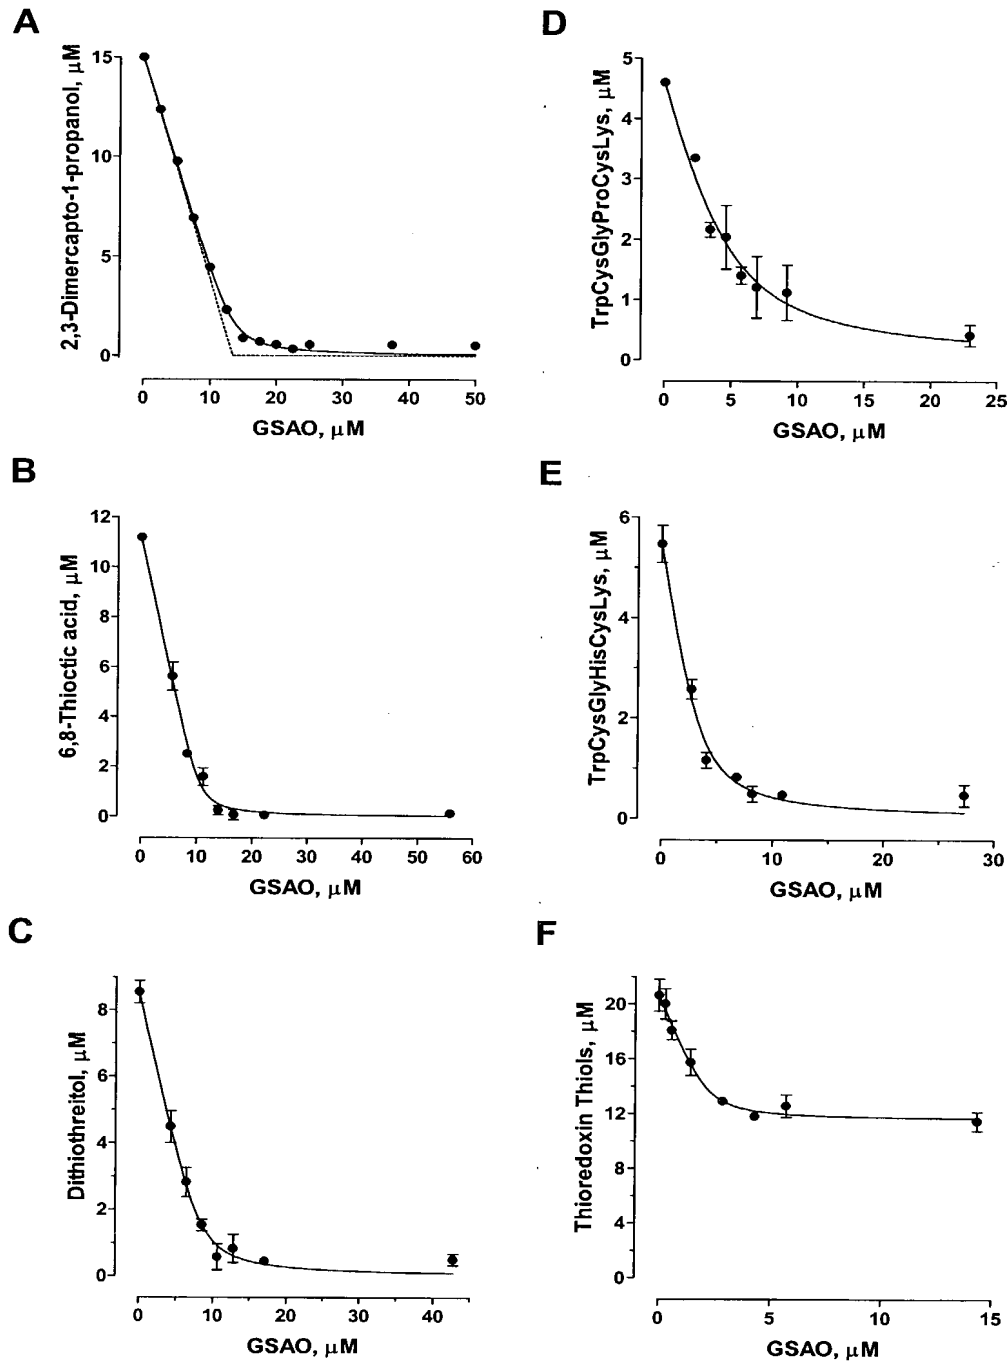 A
2,3-Dimercapto-1-propanol, μM
15
10
5
0
0 10 20 30 40 50
GSAO, μM
B
6,8-Thioctic acid, μM
12
10
8
6
4
2
0
0 10 20 30 40 50 60
GSAO, μM
C
Dithiothreitol, μM
8
6
4
2
0
0 10 20 30 40
GSAO, μM
D
TrpCysGlyProCysLys, μM
5
4
3
2
1
0
0 5 10 15 20 25
GSAO, μM
E
TrpCysGlyHisCysLys, μM
6
4
2
0
0 10 20 30
GSAO, μM
F
Thioredoxin Thiols, μM
20
16
12
8
4
0
0 5 10 15
GSAO, μM